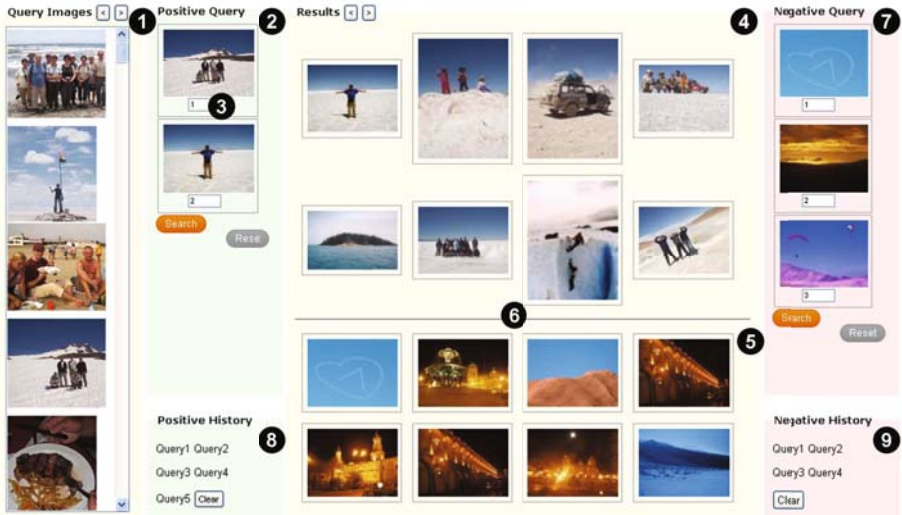 Query Images < > 1
Positive Query 2
1 3
2
Search
Rese
Results < > 4
6
5
Negative Query 7
1
2
3
Search
Reset
Positive History
Query1 Query2 8
Query3 Query4
Query5 Clear
Negative History
Query1 Query2 9
Query3 Query4
Clear